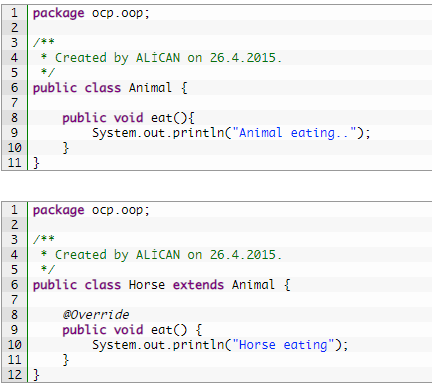 1 package ocp.oop;
2
3 /**
4  * Created by ALİCAN on 26.4.2015.
5  */
6 public class Animal {
7
8     public void eat(){
9         System.out.println("Animal eating..");
10     }
11 }
1 package ocp.oop;
2
3 /**
4  * Created by ALİCAN on 26.4.2015.
5  */
6 public class Horse extends Animal {
7
8     @Override
9     public void eat() {
10         System.out.println("Horse eating");
11     }
12 }